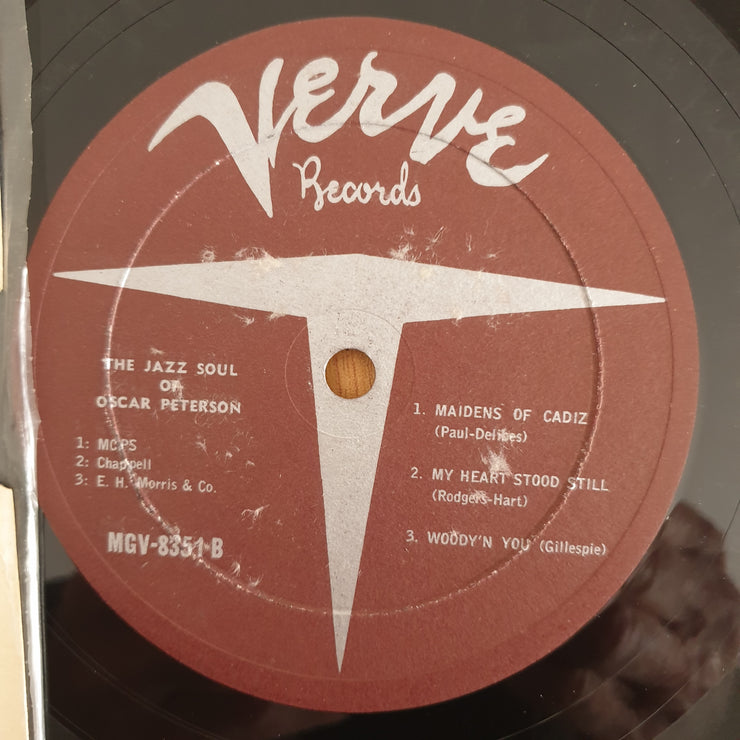 VERVE
Records
THE JAZZ SOUL
OF
OSCAR PETERSON
1: MCPS
2: Chappell
3: E. H. Morris & Co.
MGV-8351-B
1. MAIDENS OF CADIZ
(Paul-Delibes)
2. MY HEART STOOD STILL
(Rodgers-Hart)
3. WOODY'N YOU (Gillespie)